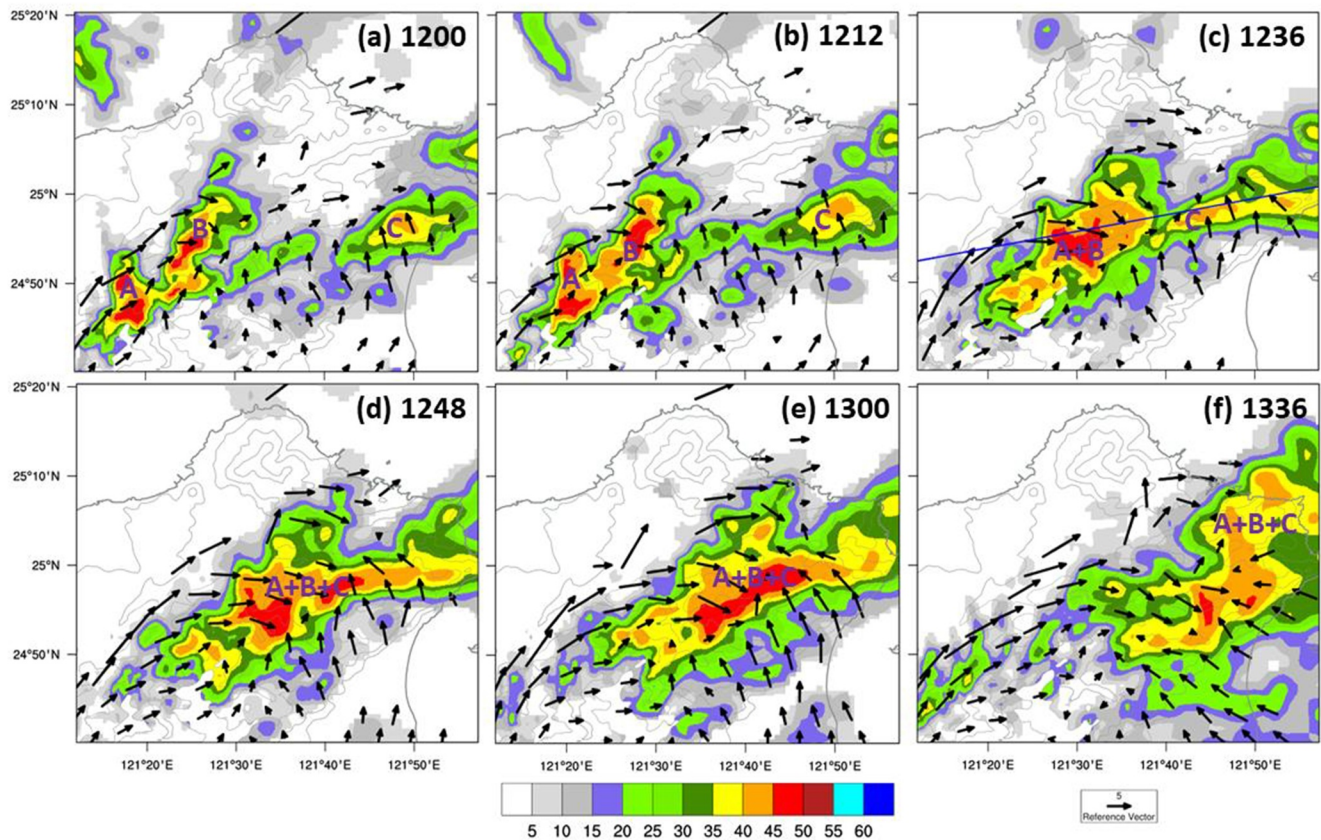 25°20'N
(a) 1200
(b) 1212
(c) 1236
25°10'N
25°N
24°50'N
A
B
C
A
B
C
A+B
C
25°20'N
(d) 1248
(e) 1300
(f) 1336
25°10'N
25°N
24°50'N
A+B+C
A+B+C
A+B+C
121°20'E 121°30'E 121°40'E 121°50'E
121°20'E 121°30'E 121°40'E 121°50'E
121°20'E 121°30'E 121°40'E 121°50'E
5 10 15 20 25 30 35 40 45 50 55 60
5
Reference Vector